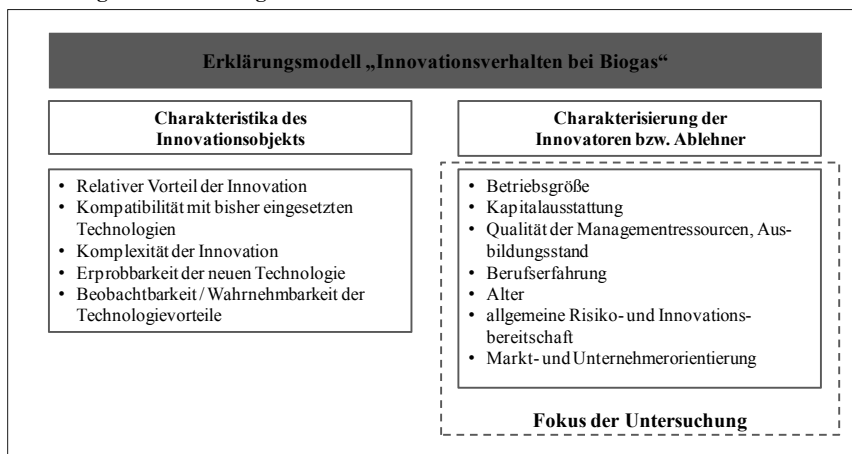 Erklärungsmodell „Innovationsverhalten bei Biogas“
Charakteristika des
Innovationsobjekts
• Relativer Vorteil der Innovation
• Kompatibilität mit bisher eingesetzten
Technologien
• Komplexität der Innovation
• Erprobbarkeit der neuen Technologie
• Beobachtbarkeit / Wahrnehmbarkeit der
Technologievorteile
Charakterisierung der
Innovatoren bzw. Ablehner
• Betriebsgröße
• Kapitalausstattung
• Qualität der Managementressourcen, Aus-
bildungsstand
• Berufserfahrung
• Alter
• allgemeine Risiko- und Innovations-
bereitschaft
• Markt- und Unternehmerorientierung
Fokus der Untersuchung